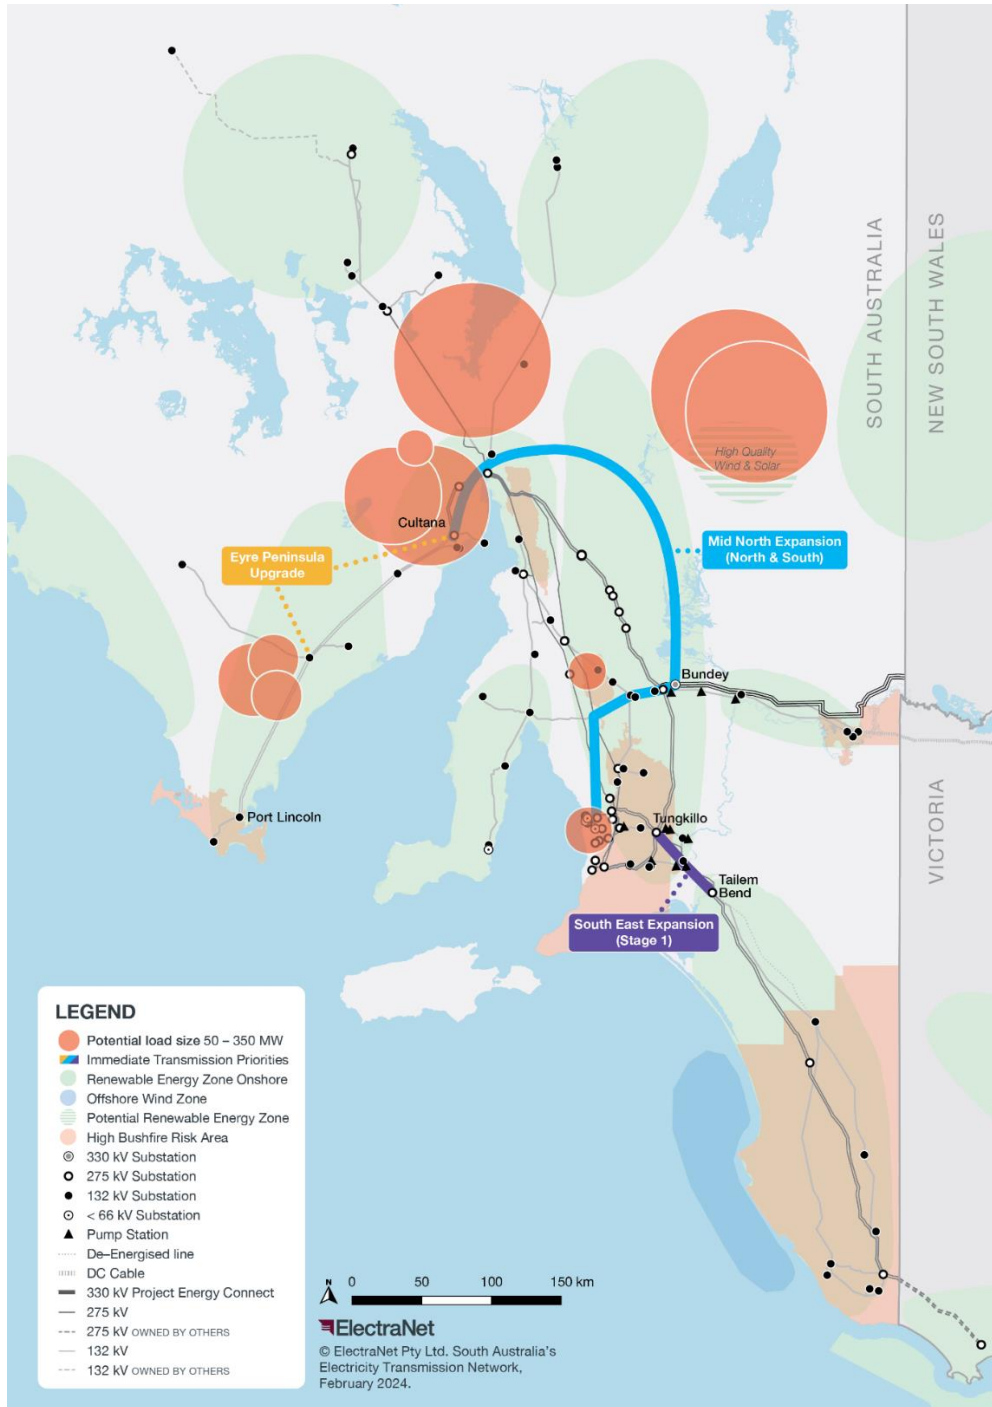 SOUTH AUSTRALIA
NEW SOUTH WALES
High Quality
Wind & Solar
Cultana
Mid North Expansion
(North & South)
Eyre Peninsula
Upgrade
Bundey
VICTORIA
Port Lincoln
Tungkillo
Tailem
Bend
South East Expansion
(Stage 1)
LEGEND
Potential load size 50 – 350 MW
Immediate Transmission Priorities
Renewable Energy Zone Onshore
Offshore Wind Zone
Potential Renewable Energy Zone
High Bushfire Risk Area
330 kV Substation
275 kV Substation
132 kV Substation
< 66 kV Substation
Pump Station
De–Energised line
DC Cable
330 kV Project Energy Connect
275 kV
275 kV OWNED BY OTHERS
132 kV
132 kV OWNED BY OTHERS
N
0 50 100 150 km
ElectraNet
© ElectraNet Pty Ltd. South Australia's
Electricity Transmission Network,
February 2024.